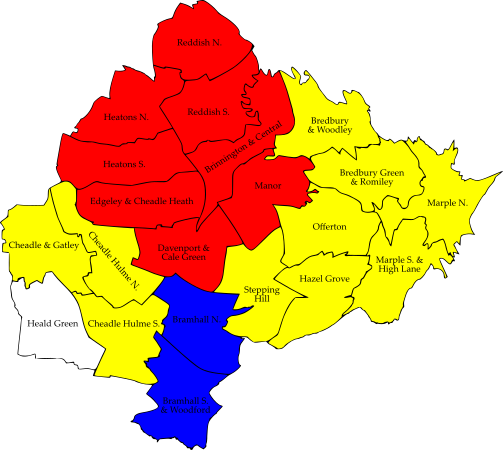 Reddish N.
Heatons N.
Reddish S.
Brinnington & Central
Bredbury
& Woodley
Heatons S.
Bredbury Green
& Romiley
Manor
Edgeley & Cheadle Heath
Marple N.
Offerton
Cheadle & Gatley
Cheadle Hulme N.
Davenport &
Cale Green
Marple S. &
High Lane
Hazel Grove
Stepping
Hill
Heald Green
Cheadle Hulme S.
Bramhall N.
Bramhall S.
& Woodford